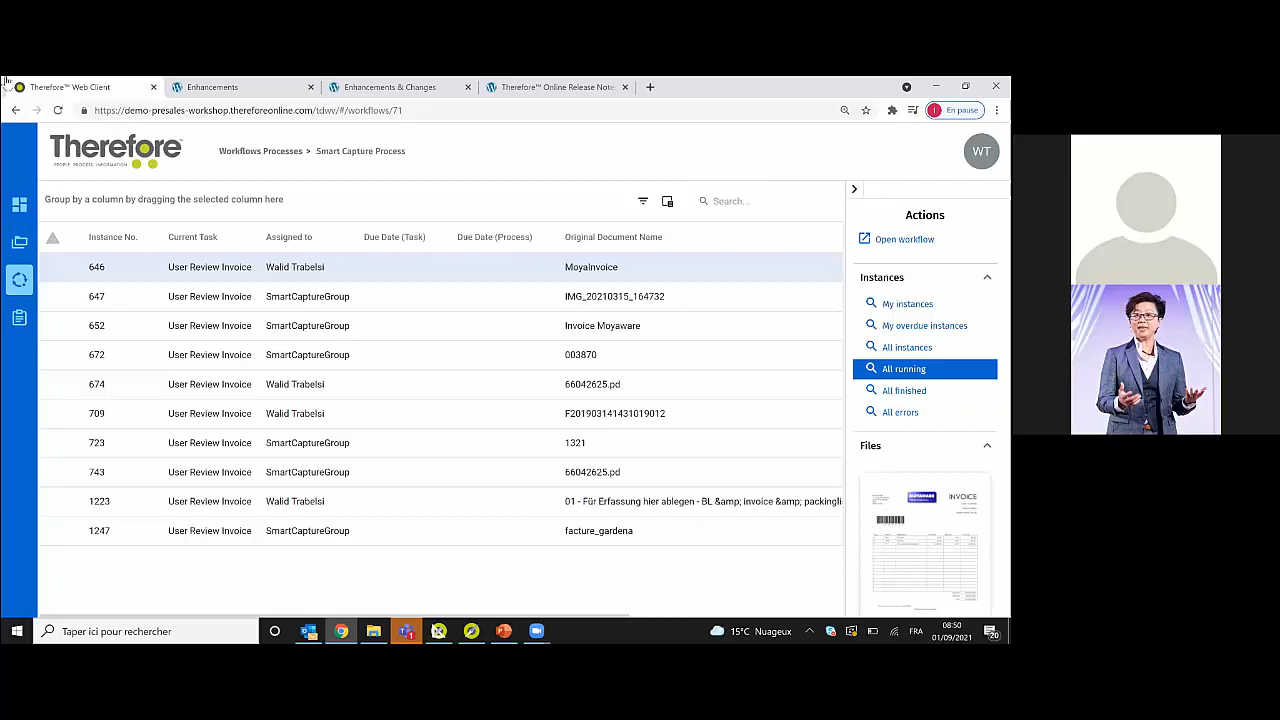 Therefore™ Web Client
Enhancements
Enhancements & Changes
Therefore™ Online Release Note
https://demo-presales-workshop.thereforeonline.com/tdwv/#/workflows/71
En pause
Therefore™
PEOPLE PROCESS INFORMATION
Workflows Processes > Smart Capture Process
WT
Group by a column by dragging the selected column here
Search...
Instance No. Current Task Assigned to Due Date (Task) Due Date (Process) Original Document Name
646 User Review Invoice Walid Trabelsi MoyaInvoice
647 User Review Invoice SmartCaptureGroup IMG_20210315_164732
652 User Review Invoice SmartCaptureGroup Invoice Moyaware
672 User Review Invoice SmartCaptureGroup 003870
674 User Review Invoice Walid Trabelsi 66042625.pd
709 User Review Invoice Walid Trabelsi F201903141431019012
723 User Review Invoice SmartCaptureGroup 1321
743 User Review Invoice SmartCaptureGroup 66042625.pd
1223 User Review Invoice Walid Trabelsi 01 - Für Erfassung hier ablegen - BL &amp; invoice &amp; packingli
1247 User Review Invoice SmartCaptureGroup facture_gardena
Actions
Open workflow
Instances
My instances
My overdue instances
All instances
All running
All finished
All errors
Files
MOYAWARE
INVOICE
Taper ici pour rechercher
1
15°C Nuageux
FRA
08:50
01/09/2021
20